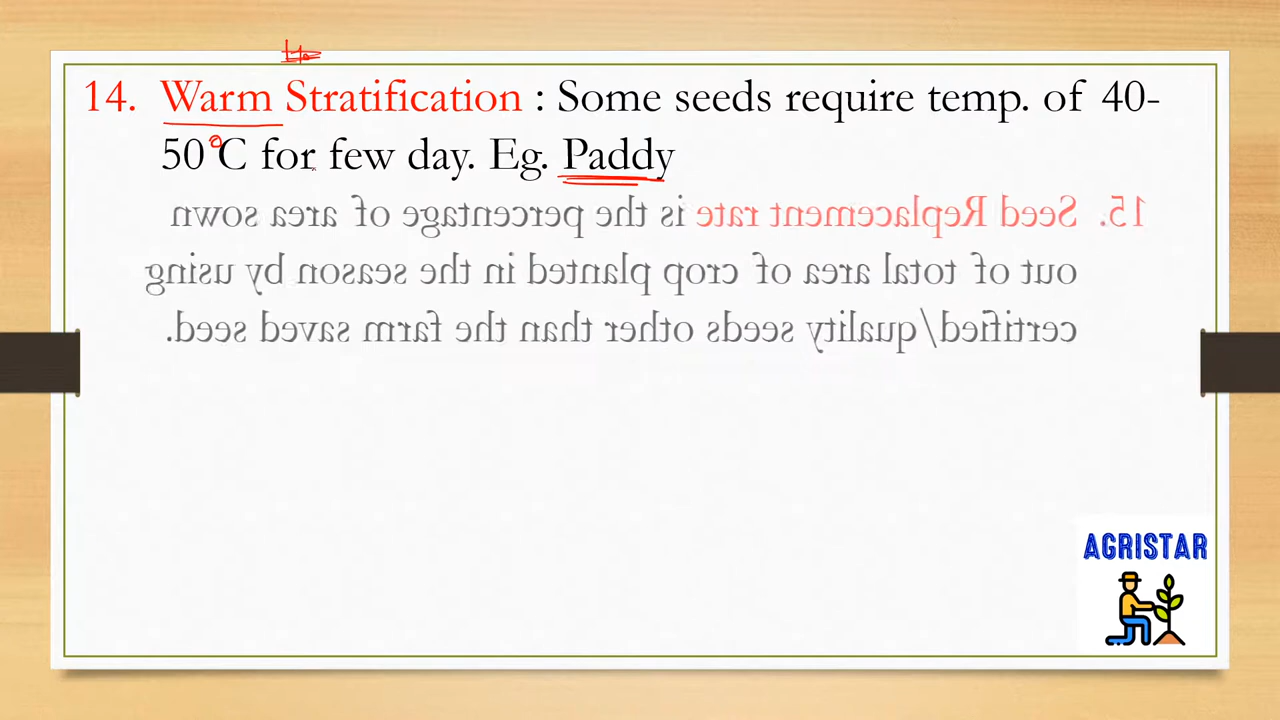 14. Warm Stratification : Some seeds require temp. of 40-
50°C for few day. Eg. Paddy
15. Seed Replacement rate is the percentage of area sown
out of total area of crop planted in the season by using
certified/quality seeds other than the farm saved seed.
AGRISTAR